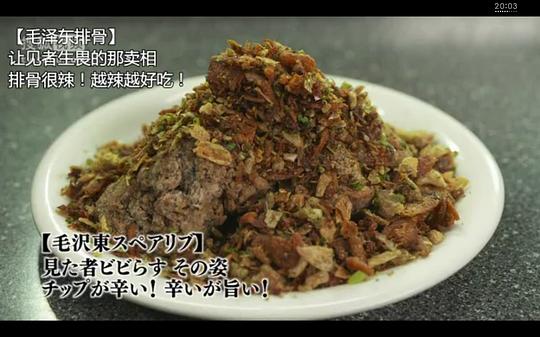 20:03
【毛泽东排骨】
让见者生畏的那卖相
排骨很辣！越辣越好吃！
【毛沢東スペアリブ】
見た者ビビらす その姿
チップが辛い！辛いが旨い！